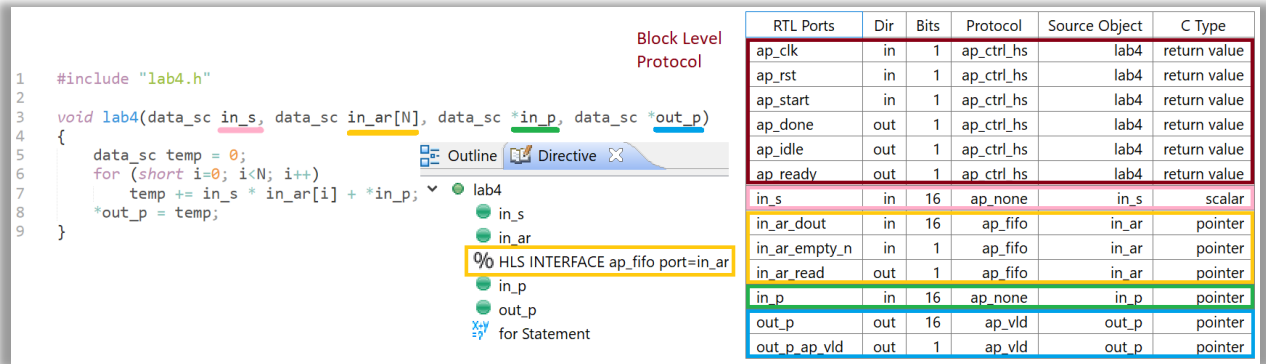 Block Level
Protocol
1 #include "lab4.h"
2
3 void lab4(data_sc in_s, data_sc in_ar[N], data_sc *in_p, data_sc *out_p)
4 {
5 data_sc temp = 0;
6 for (short i=0; i<N; i++)
7 temp += in_s * in_ar[i] + *in_p;
8 *out_p = temp;
9 }
Outline Directive
lab4
in_s
in_ar
% HLS INTERFACE ap_fifo port=in_ar
in_p
out_p
for Statement
RTL Ports Dir Bits Protocol Source Object C Type
ap_clk in 1 ap_ctrl_hs lab4 return value
ap_rst in 1 ap_ctrl_hs lab4 return value
ap_start in 1 ap_ctrl_hs lab4 return value
ap_done out 1 ap_ctrl_hs lab4 return value
ap_idle out 1 ap_ctrl_hs lab4 return value
ap_ready out 1 ap_ctrl_hs lab4 return value
in_s in 16 ap_none in_s scalar
in_ar_dout in 16 ap_fifo in_ar pointer
in_ar_empty_n in 1 ap_fifo in_ar pointer
in_ar_read out 1 ap_fifo in_ar pointer
in_p in 16 ap_none in_p pointer
out_p out 16 ap_vld out_p pointer
out_p_ap_vld out 1 ap_vld out_p pointer